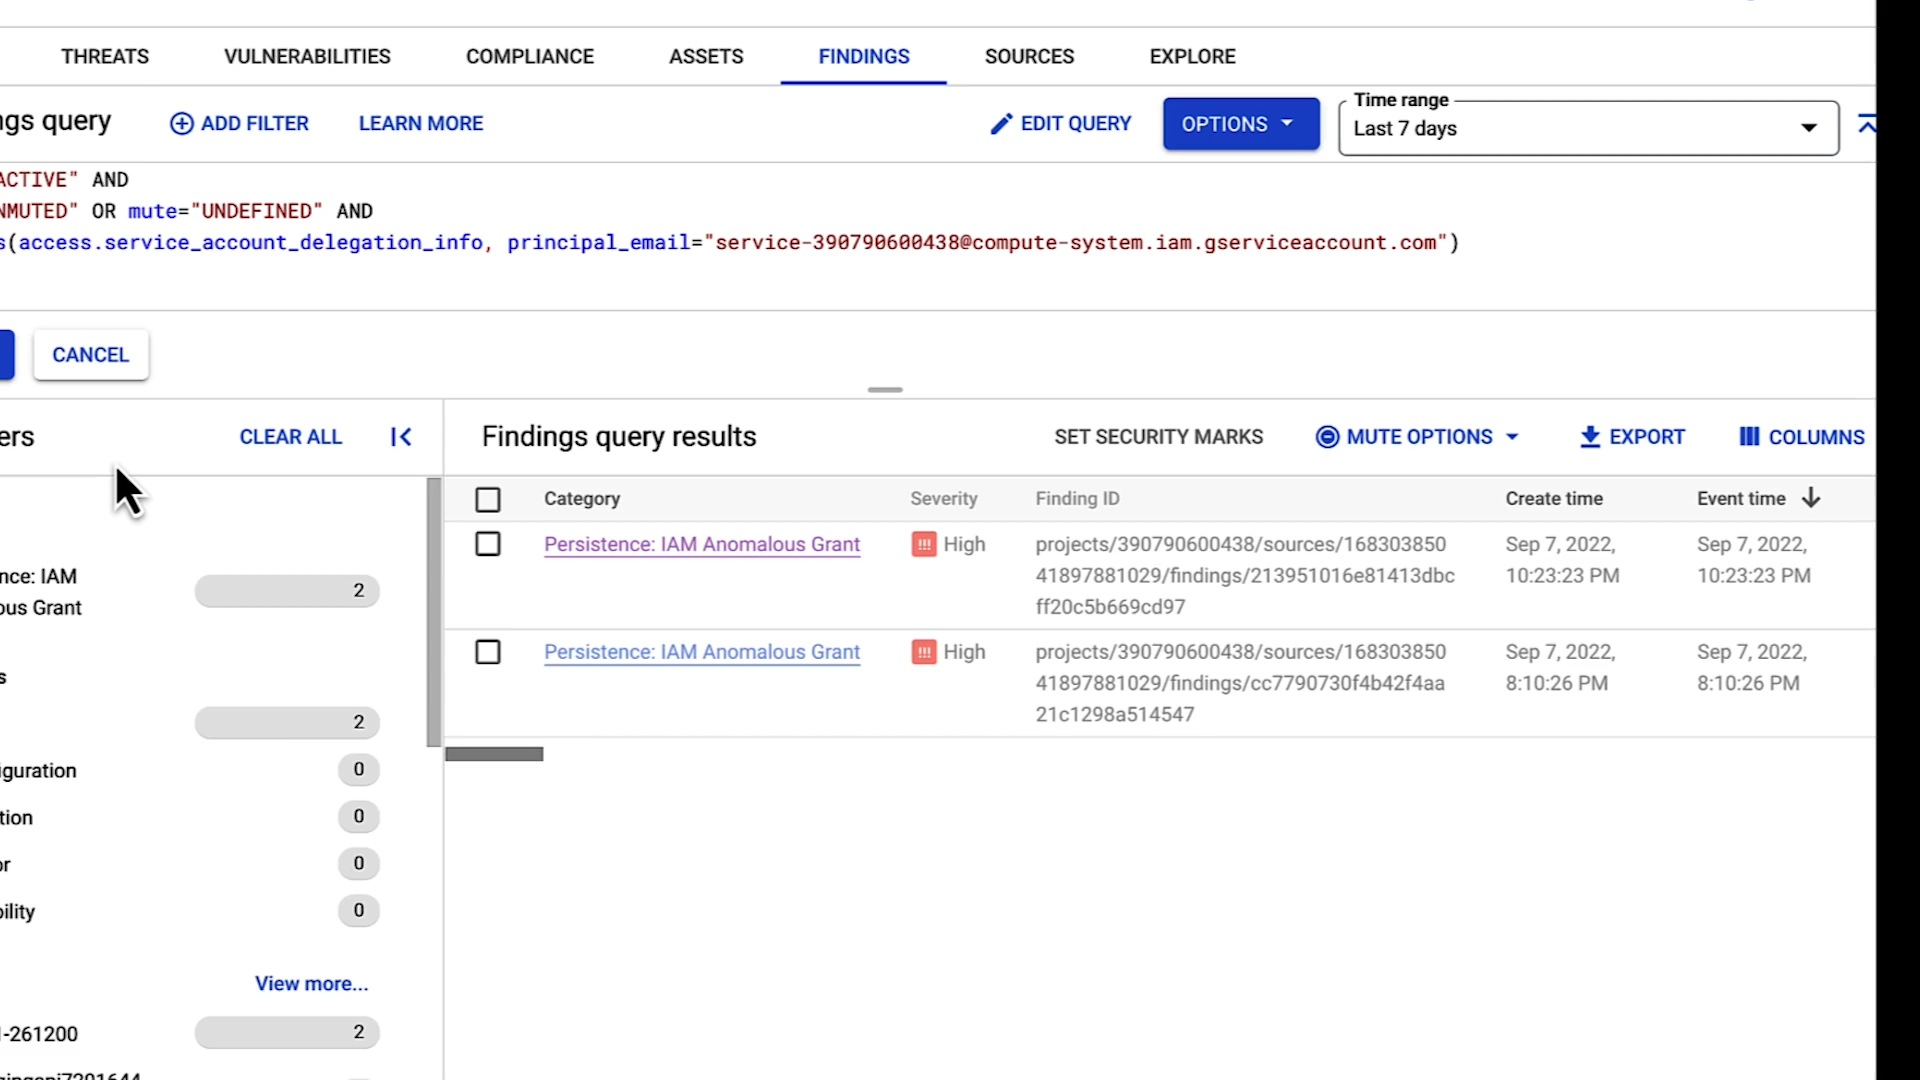 THREATS VULNERABILITIES COMPLIANCE ASSETS FINDINGS SOURCES EXPLORE
ngs query ADD FILTER LEARN MORE EDIT QUERY OPTIONS
Time range
Last 7 days
ACTIVE" AND
NMUTED" OR mute="UNDEFINED" AND
s(access.service_account_delegation_info, principal_email="service-390790600438@compute-system.iam.gserviceaccount.com")
CANCEL
ers CLEAR ALL
nce: IAM
ous Grant
2
s
2
iguration 0
tion 0
or 0
bility 0
View more...
-261200 2
Findings query results SET SECURITY MARKS MUTE OPTIONS EXPORT COLUMNS
Category Severity Finding ID Create time Event time
Persistence: IAM Anomalous Grant High projects/390790600438/sources/168303850 Sep 7, 2022, Sep 7, 2022,
41897881029/findings/213951016e81413dbc 10:23:23 PM 10:23:23 PM
ff20c5b669cd97
Persistence: IAM Anomalous Grant High projects/390790600438/sources/168303850 Sep 7, 2022, Sep 7, 2022,
41897881029/findings/cc7790730f4b42f4aa 8:10:26 PM 8:10:26 PM
21c1298a514547